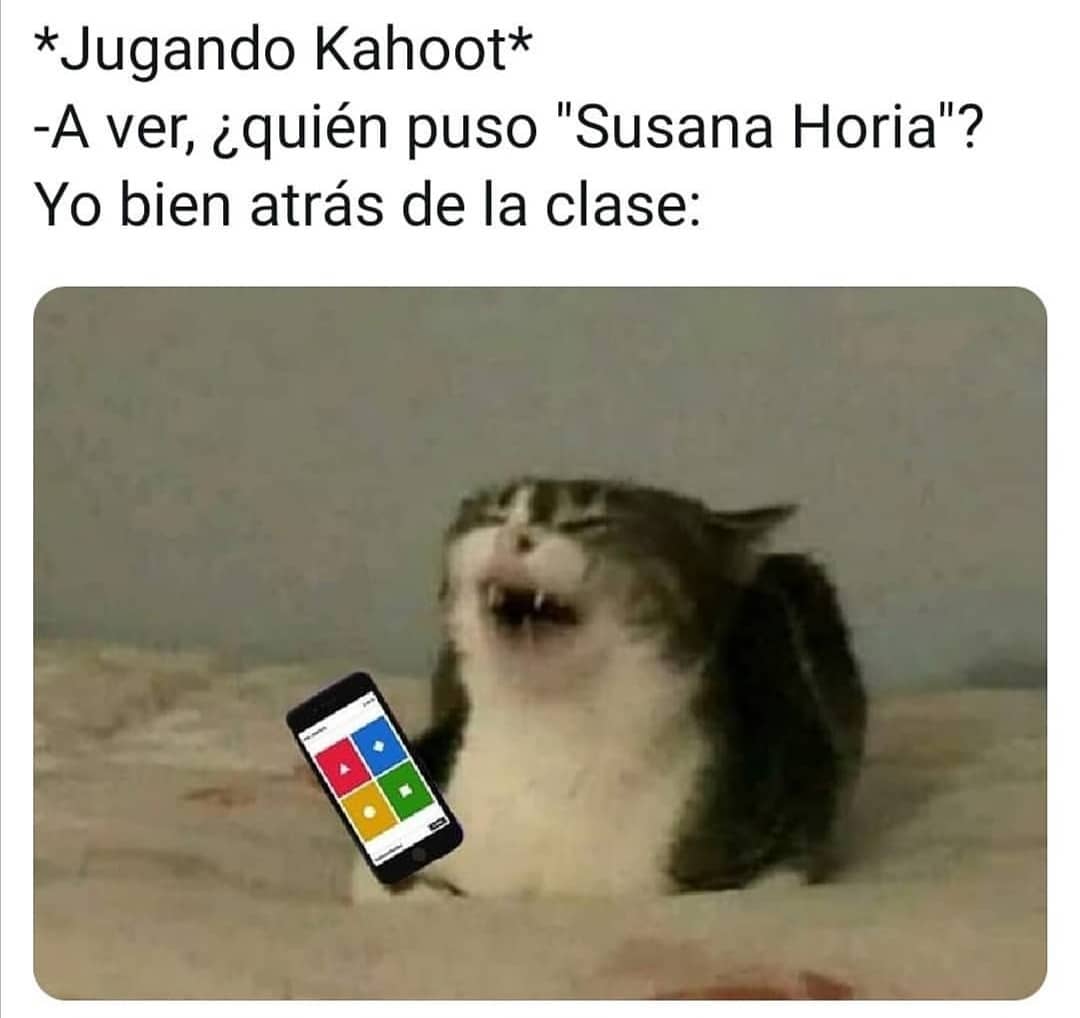 *Jugando Kahoot*
-A ver, ¿quién puso "Susana Horia"?
Yo bien atrás de la clase: